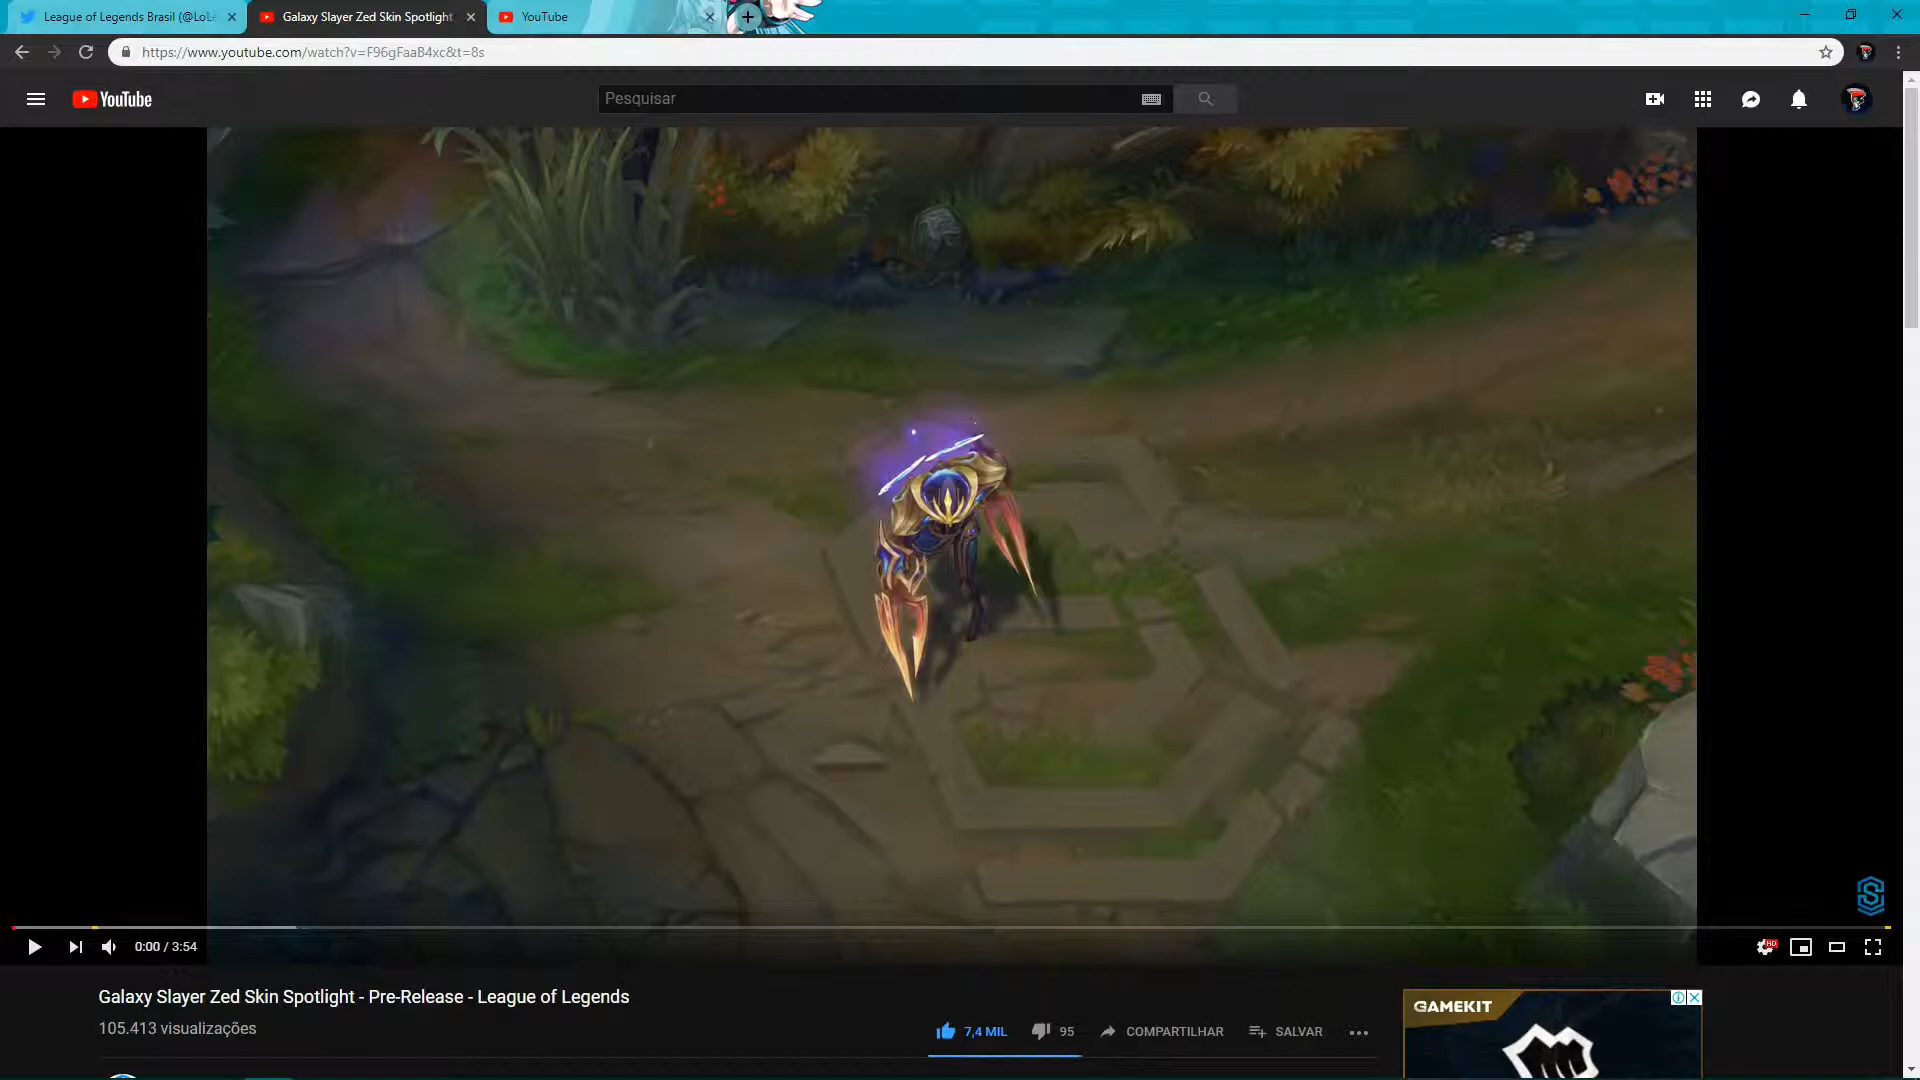 League of Legends Brasil (@LoL
Galaxy Slayer Zed Skin Spotlight
YouTube
https://www.youtube.com/watch?v=F96gFaaB4xc&t=8s
YouTube
Pesquisar
HD
0:00 / 3:54
Galaxy Slayer Zed Skin Spotlight - Pre-Release - League of Legends
105.413 visualizações
7,4 MIL
95
COMPARTILHAR
SALVAR
GAMEKIT